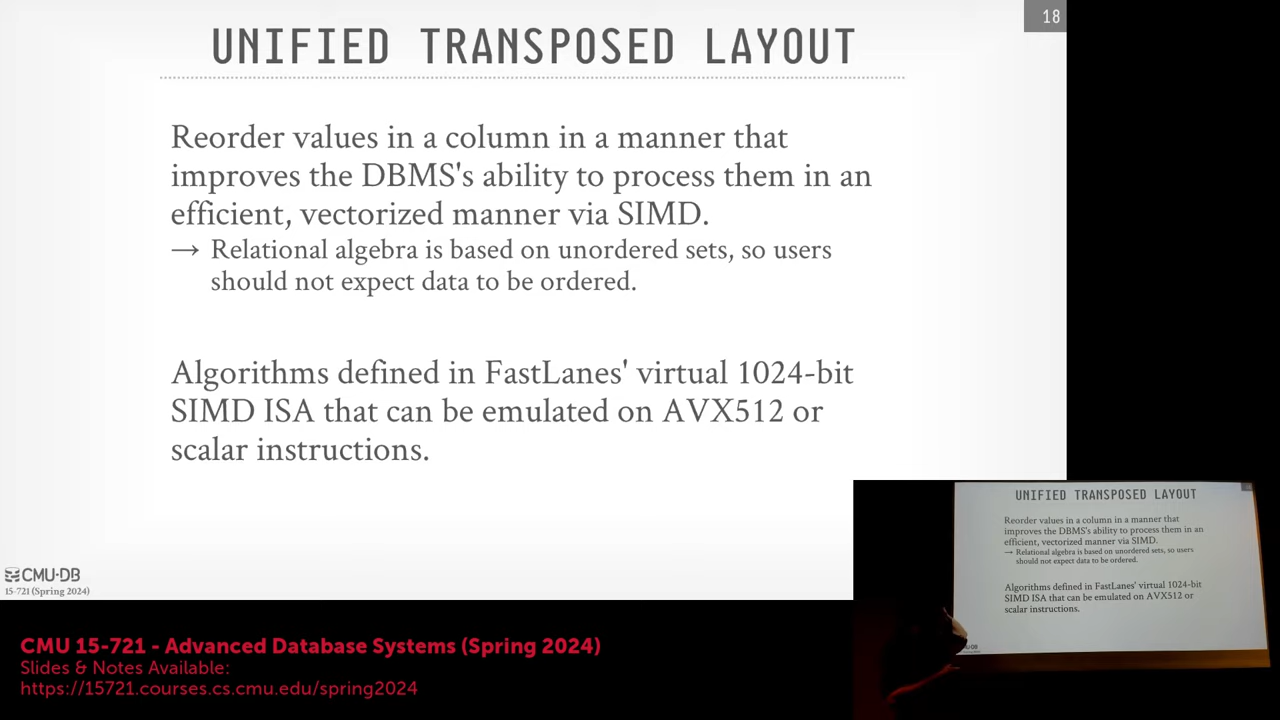 18
UNIFIED TRANSPOSED LAYOUT
Reorder values in a column in a manner that
improves the DBMS's ability to process them in an
efficient, vectorized manner via SIMD.
→ Relational algebra is based on unordered sets, so users
should not expect data to be ordered.
Algorithms defined in FastLanes' virtual 1024-bit
SIMD ISA that can be emulated on AVX512 or
scalar instructions.
CMU·DB
15-721 (Spring 2024)
UNIFIED TRANSPOSED LAYOUT
Reorder values in a column in a manner that
improves the DBMS's ability to process them in an
efficient, vectorized manner via SIMD.
→ Relational algebra is based on unordered sets, so users
should not expect data to be ordered.
Algorithms defined in FastLanes' virtual 1024-bit
SIMD ISA that can be emulated on AVX512 or
scalar instructions.
CMU 15-721 - Advanced Database Systems (Spring 2024)
Slides & Notes Available:
https://15721.courses.cs.cmu.edu/spring2024